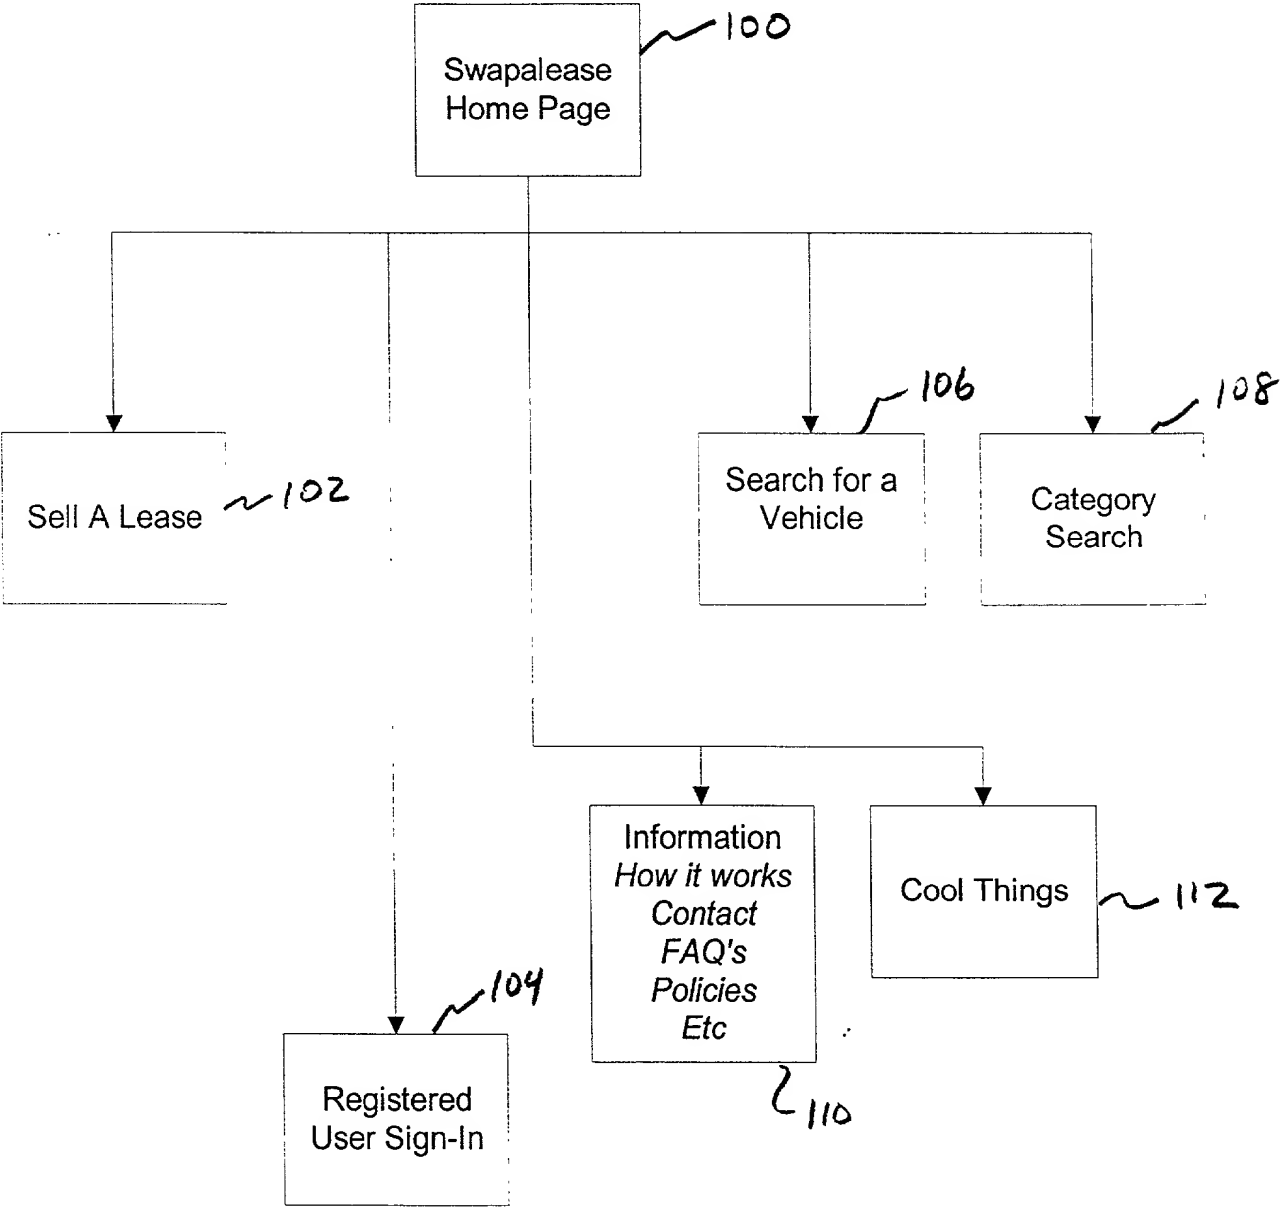 100
Swapalease
Home Page
106
108
Sell A Lease
102
Search for a
Vehicle
Category
Search
Information
How it works
Contact
FAQ's
Policies
Etc
Cool Things
112
104
Registered
User Sign-In
110